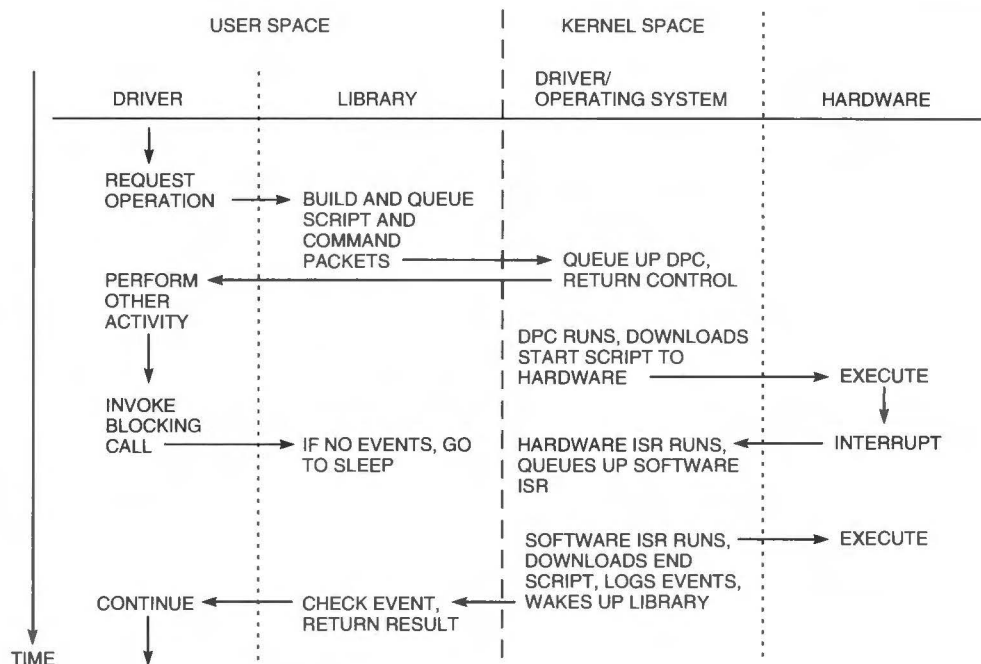 USER SPACE
KERNEL SPACE
DRIVER
LIBRARY
DRIVER/
OPERATING SYSTEM
HARDWARE
REQUEST
OPERATION
BUILD AND QUEUE
SCRIPT AND
COMMAND
PACKETS
QUEUE UP DPC,
RETURN CONTROL
PERFORM
OTHER
ACTIVITY
DPC RUNS, DOWNLOADS
START SCRIPT TO
HARDWARE
EXECUTE
INVOKE
BLOCKING
CALL
IF NO EVENTS, GO
TO SLEEP
HARDWARE ISR RUNS,
QUEUES UP SOFTWARE
ISR
INTERRUPT
SOFTWARE ISR RUNS,
DOWNLOADS END
SCRIPT, LOGS EVENTS,
WAKES UP LIBRARY
EXECUTE
CONTINUE
CHECK EVENT,
RETURN RESULT
TIME